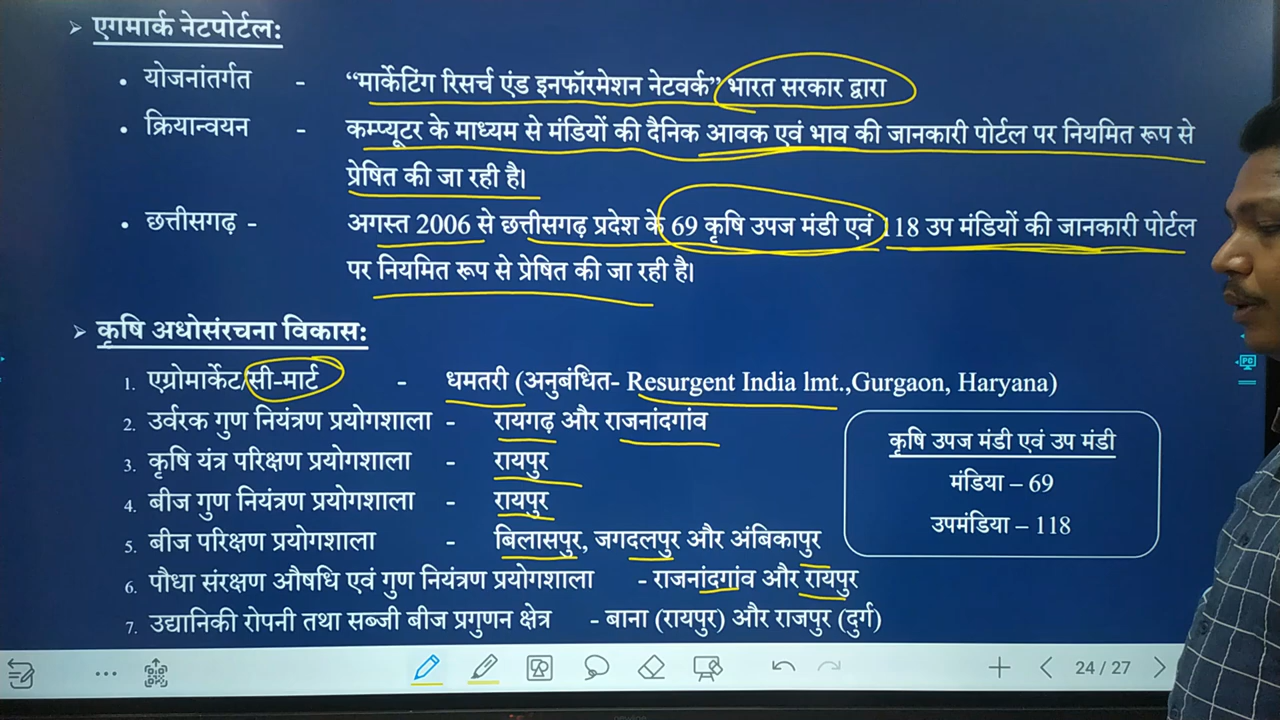 ➢ एगमार्क नेटपोर्टल:
• योजनांतर्गत - “मार्केटिंग रिसर्च एंड इनफॉरमेशन नेटवर्क” भारत सरकार द्वारा
• क्रियान्वयन - कम्प्यूटर के माध्यम से मंडियों की दैनिक आवक एवं भाव की जानकारी पोर्टल पर नियमित रूप से
प्रेषित की जा रही है।
• छत्तीसगढ़ - अगस्त 2006 से छत्तीसगढ़ प्रदेश के 69 कृषि उपज मंडी एवं 118 उप मंडियों की जानकारी पोर्टल
पर नियमित रूप से प्रेषित की जा रही है।
➢ कृषि अधोसंरचना विकास:
1. एग्रोमार्केट/सी-मार्ट - धमतरी (अनुबंधित- Resurgent India lmt.,Gurgaon, Haryana)
2. उर्वरक गुण नियंत्रण प्रयोगशाला - रायगढ़ और राजनांदगांव
3. कृषि यंत्र परिक्षण प्रयोगशाला - रायपुर
4. बीज गुण नियंत्रण प्रयोगशाला - रायपुर
5. बीज परिक्षण प्रयोगशाला - बिलासपुर, जगदलपुर और अंबिकापुर
6. पौधा संरक्षण औषधि एवं गुण नियंत्रण प्रयोगशाला - राजनांदगांव और रायपुर
7. उद्यानिकी रोपनी तथा सब्जी बीज प्रगुणन क्षेत्र - बाना (रायपुर) और राजपुर (दुर्ग)
कृषि उपज मंडी एवं उप मंडी
मंडिया – 69
उपमंडिया – 118
24 / 27